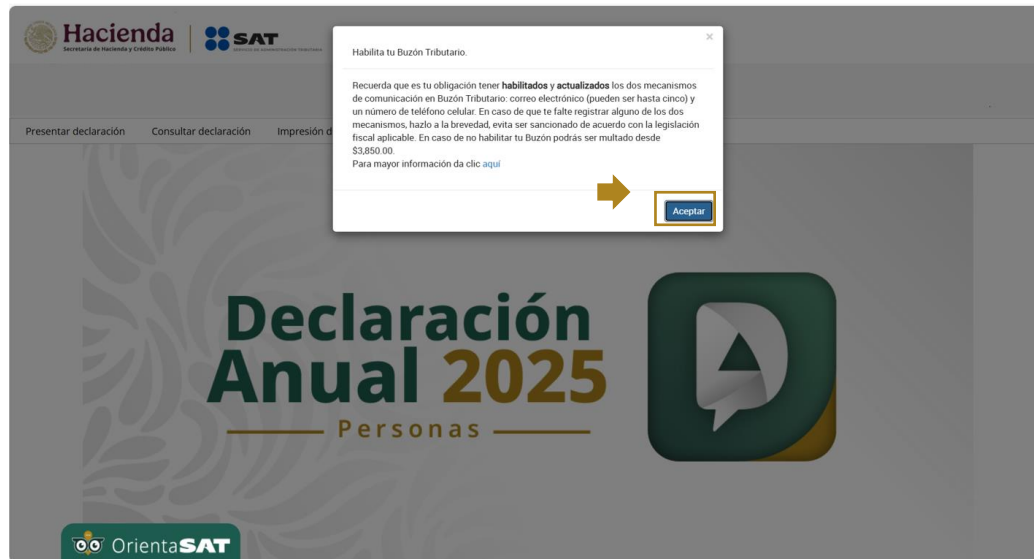 Hacienda
Secretaría de Hacienda y Crédito Público
SAT
SERVICIO DE ADMINISTRACIÓN TRIBUTARIA
×
Habilita tu Buzón Tributario.
Recuerda que es tu obligación tener habilitados y actualizados los dos mecanismos
de comunicación en Buzón Tributario: correo electrónico (pueden ser hasta cinco) y
un número de teléfono celular. En caso de que te falte registrar alguno de los dos
mecanismos, hazlo a la brevedad, evita ser sancionado de acuerdo con la legislación
fiscal aplicable. En caso de no habilitar tu Buzón podrás ser multado desde
$3,850.00.
Para mayor información da clic aquí
Aceptar
Presentar declaración Consultar declaración Impresión d
Declaración
Anual 2025
Personas
OrientaSAT